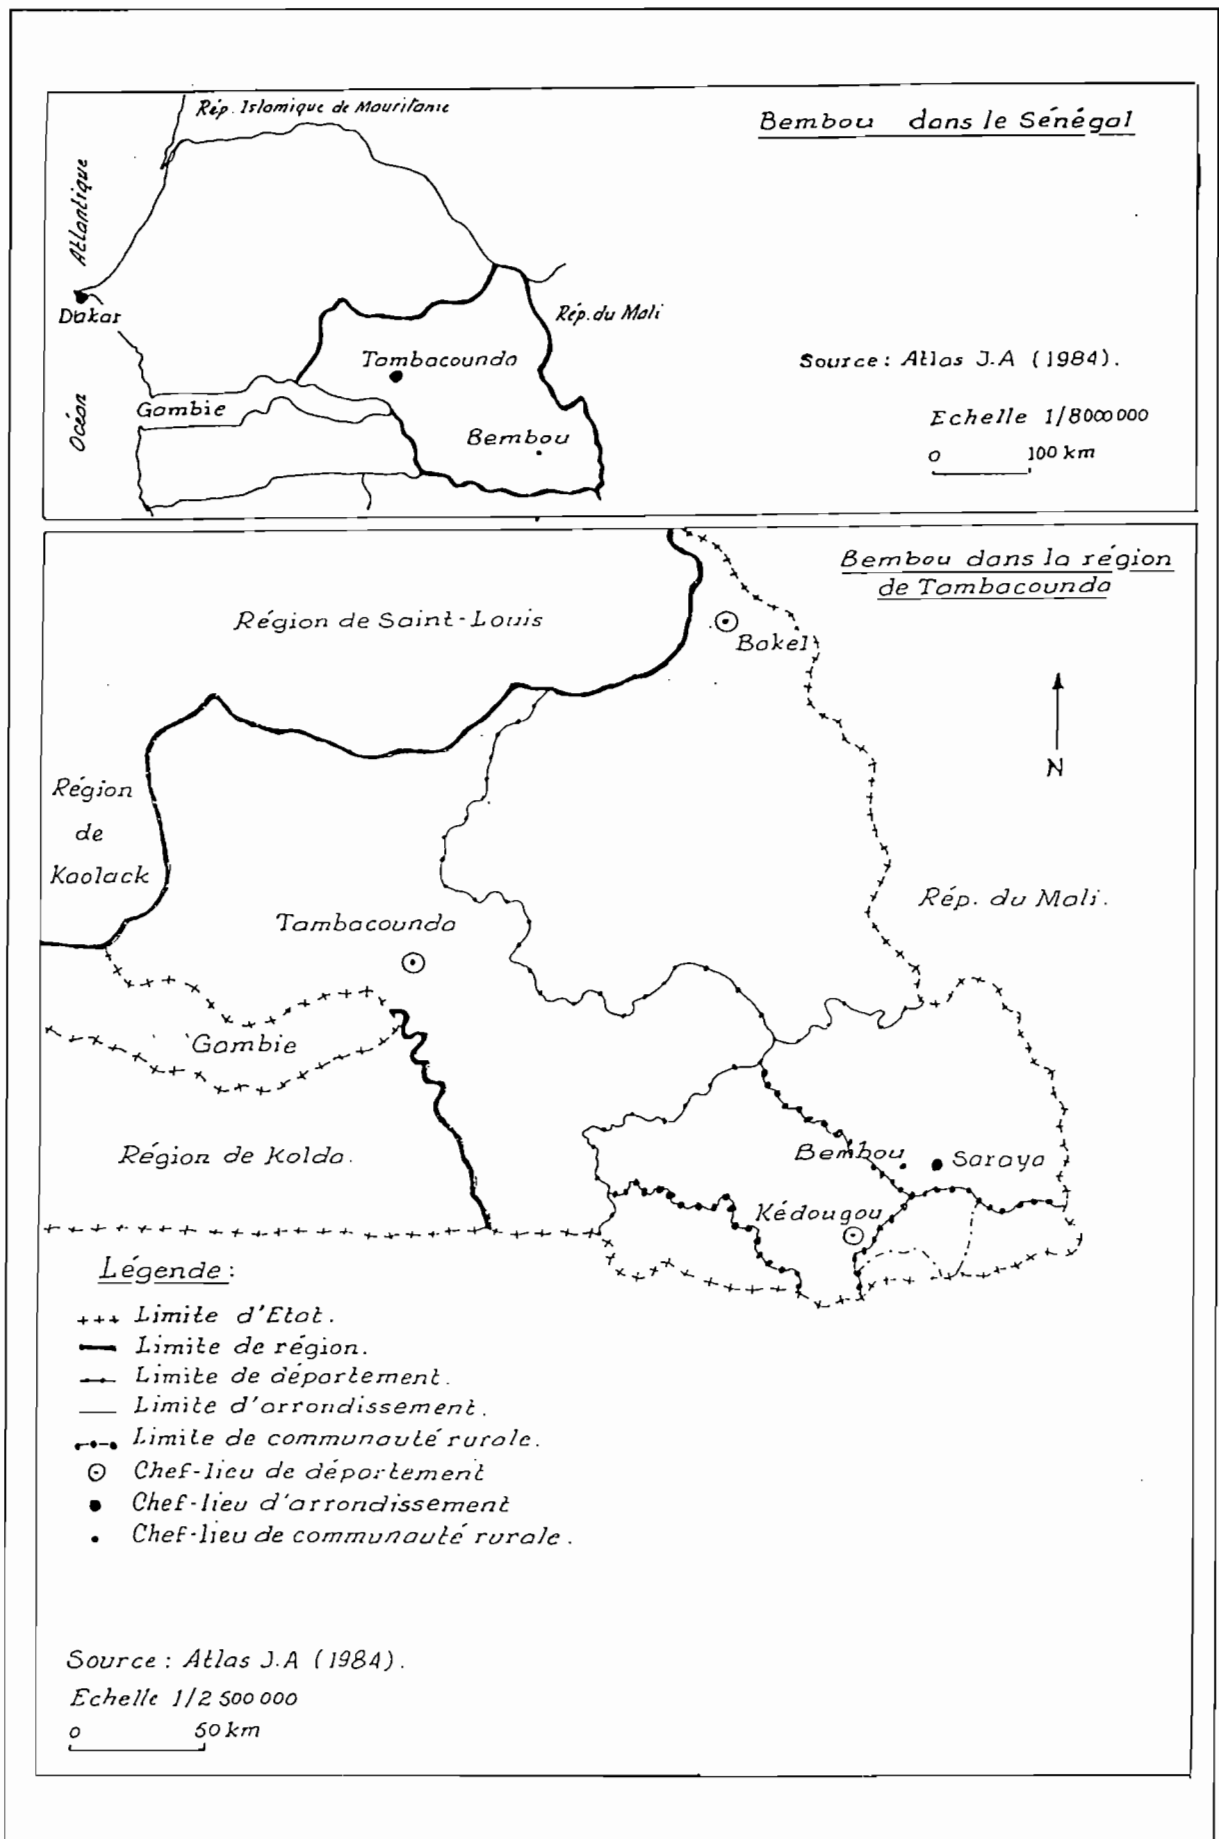 Rép. Islamique de Mauritanie
Bembou dans le Sénégal
Atlantique
Dakar
Rép. du Mali
Tambacounda
Source : Atlas J.A (1984).
Océan
Gambie
Echelle 1/8000000
Bembou
0 100 km
Bembou dans la région
de Tambacounda
Région de Saint-Louis
Bakel
N
Région
de
Kaolack
Rép. du Mali.
Tambacounda
Gambie
Région de Kolda.
Bembou
Saraya
Kédougou
Légende :
+++ Limite d'Etat.
Limite de région.
Limite de département.
Limite d'arrondissement.
Limite de communauté rurale.
Chef-lieu de département
Chef-lieu d'arrondissement
Chef-lieu de communauté rurale.
Source : Atlas J.A (1984).
Echelle 1/2 500 000
0 50 km